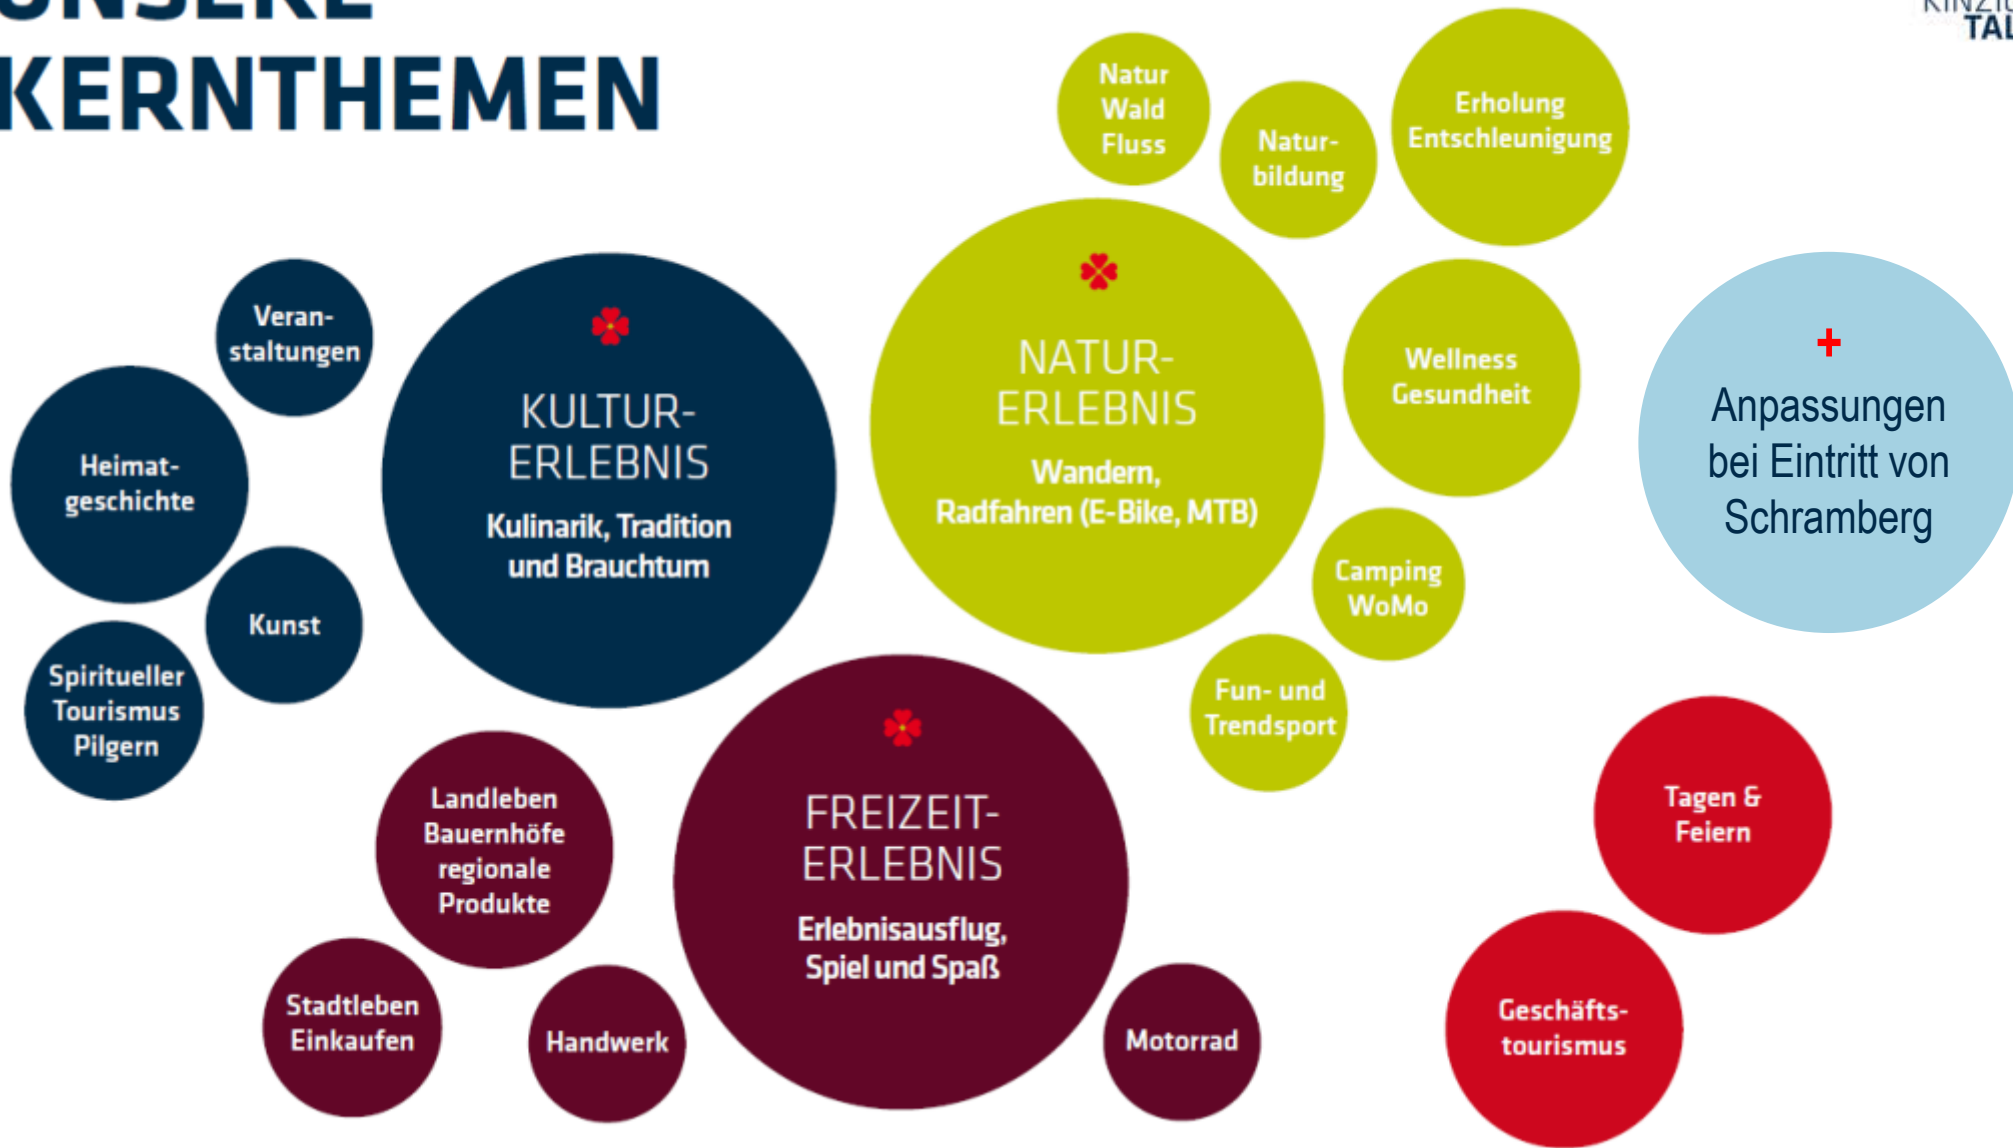 UNSERE
KERNTHEMEN
KINZIG
TAL
Natur
Wald
Fluss
Natur-
bildung
Erholung
Entschleunigung
Veran-
staltungen
Heimat-
geschichte
Kunst
Spiritueller
Tourismus
Pilgern
KULTUR-
ERLEBNIS
Kulinarik, Tradition
und Brauchtum
NATUR-
ERLEBNIS
Wandern,
Radfahren (E-Bike, MTB)
Wellness
Gesundheit
Camping
WoMo
Fun- und
Trendsport
+
Anpassungen
bei Eintritt von
Schramberg
Landleben
Bauernhöfe
regionale
Produkte
Stadtleben
Einkaufen
Handwerk
FREIZEIT-
ERLEBNIS
Erlebnisausflug,
Spiel und Spaß
Motorrad
Tagen &
Feiern
Geschäfts-
tourismus